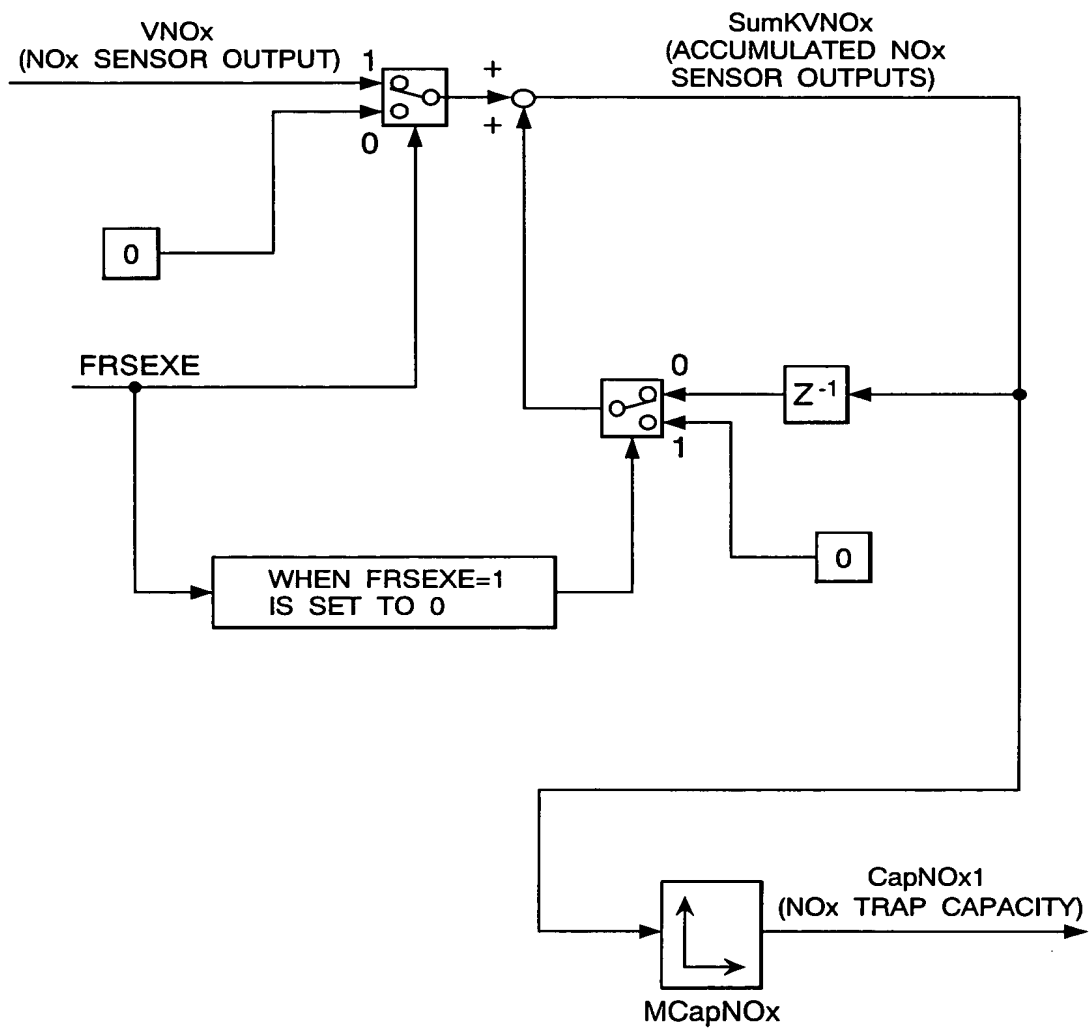 VNOx
(NOx SENSOR OUTPUT)
1
0
+
+
SumKVNOx
(ACCUMULATED NOx
SENSOR OUTPUTS)
0
FRSEXE
0
1
Z-1
0
WHEN FRSEXE=1
IS SET TO 0
CapNOx1
(NOx TRAP CAPACITY)
MCapNOx